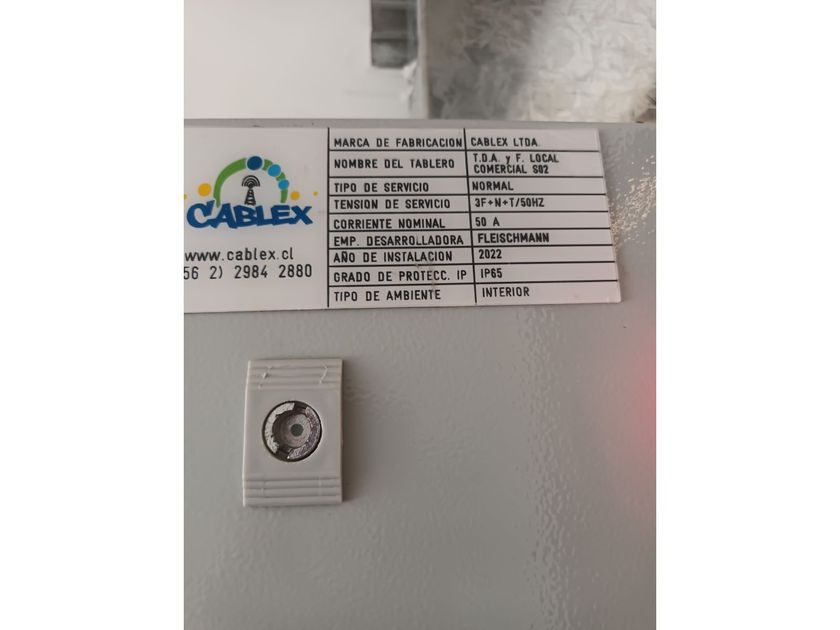 CABLEX
www.cablex.cl
56 2) 2984 2880
MARCA DE FABRICACION CABLEX LTDA.
NOMBRE DEL TABLERO T.D.A. y F. LOCAL
COMERCIAL S02
TIPO DE SERVICIO NORMAL
TENSION DE SERVICIO 3F+N+T/50HZ
CORRIENTE NOMINAL 50 A
EMP. DESARROLLADORA FLEISCHMANN
AÑO DE INSTALACION 2022
GRADO DE PROTECC. IP IP65
TIPO DE AMBIENTE INTERIOR